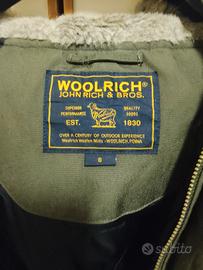 WOOLRICH®
JOHN RICH & BROS.
SUPERIOR
PERFORMANCE
QUALITY
GOODS
EST. 1830
OVER A CENTURY OF OUTDOOR EXPERIENCE
Woolrich Woolen Mills - WOOLRICH, PENNA
S
subito